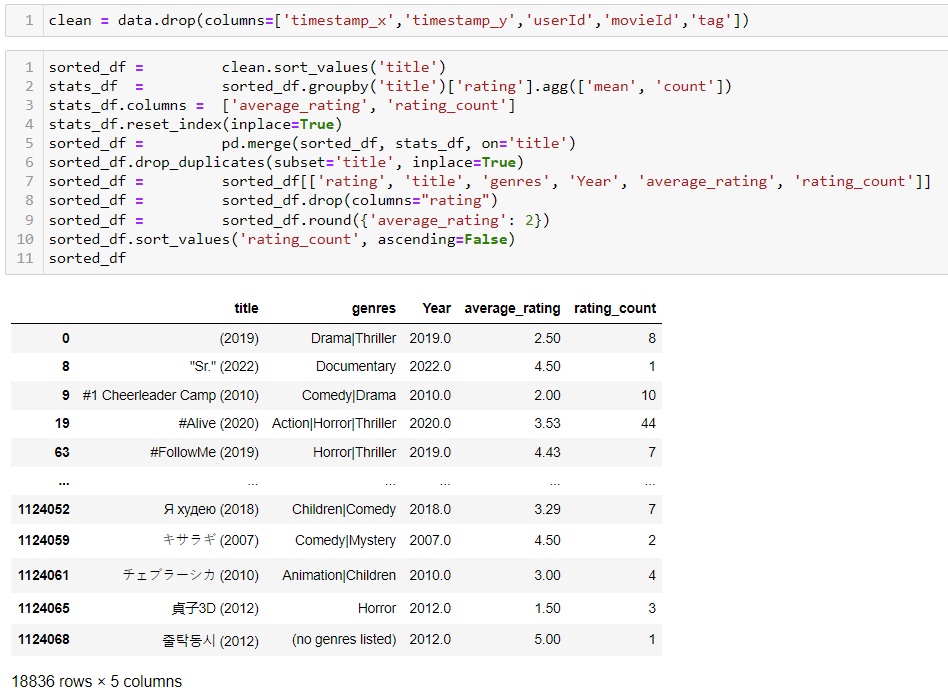 1 clean = data.drop(columns=['timestamp_x','timestamp_y','userId','movieId','tag'])
1 sorted_df = clean.sort_values('title')
2 stats_df = sorted_df.groupby('title')['rating'].agg(['mean', 'count'])
3 stats_df.columns = ['average_rating', 'rating_count']
4 stats_df.reset_index(inplace=True)
5 sorted_df = pd.merge(sorted_df, stats_df, on='title')
6 sorted_df.drop_duplicates(subset='title', inplace=True)
7 sorted_df = sorted_df[['rating', 'title', 'genres', 'Year', 'average_rating', 'rating_count']]
8 sorted_df = sorted_df.drop(columns="rating")
9 sorted_df = sorted_df.round({'average_rating': 2})
10 sorted_df.sort_values('rating_count', ascending=False)
11 sorted_df
title genres Year average_rating rating_count
0 (2019) Drama|Thriller 2019.0 2.50 8
8 "Sr." (2022) Documentary 2022.0 4.50 1
9 #1 Cheerleader Camp (2010) Comedy|Drama 2010.0 2.00 10
19 #Alive (2020) Action|Horror|Thriller 2020.0 3.53 44
63 #FollowMe (2019) Horror|Thriller 2019.0 4.43 7
... ... ... ... ... ...
1124052 Я худею (2018) Children|Comedy 2018.0 3.29 7
1124059 キサラギ (2007) Comedy|Mystery 2007.0 4.50 2
1124061 チェブラーシカ (2010) Animation|Children 2010.0 3.00 4
1124065 貞子3D (2012) Horror 2012.0 1.50 3
1124068 줄탁동시 (2012) (no genres listed) 2012.0 5.00 1
18836 rows × 5 columns